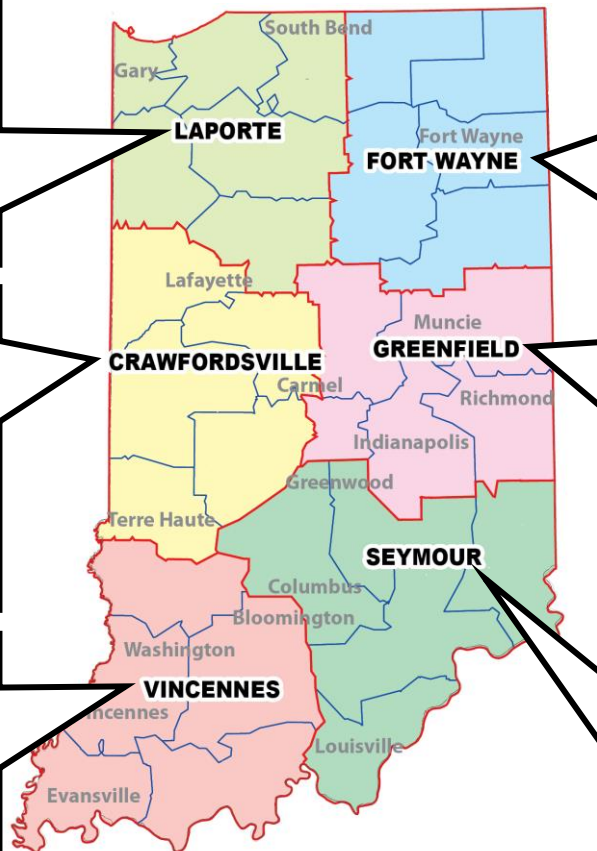 South Bend
Gary
LAPORTE
Fort Wayne
FORT WAYNE
Lafayette
Muncie
GREENFIELD
CRAWFORDSVILLE
Carmel
Richmond
Indianapolis
Greenwood
Terre Haute
SEYMOUR
Columbus
Bloomington
Washington
VINCENNES
incennes
Louisville
Evansville